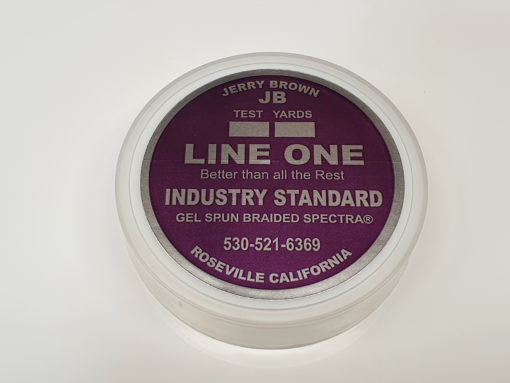 JERRY BROWN
JB
TEST YARDS
LINE ONE
Better than all the Rest
INDUSTRY STANDARD
GEL SPUN BRAIDED SPECTRA®
530-521-6369
ROSEVILLE CALIFORNIA